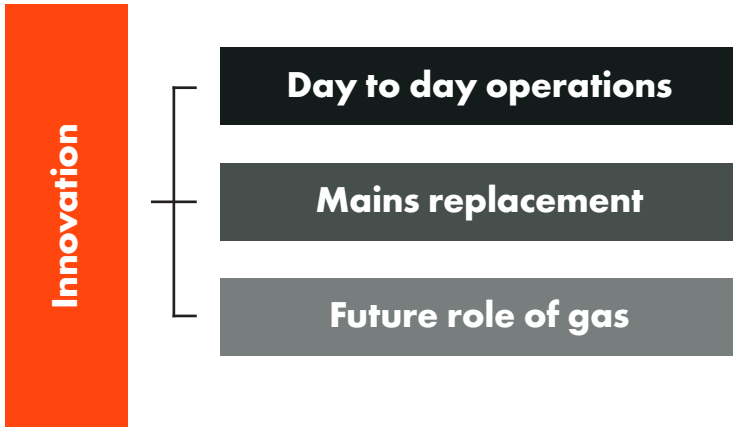 Innovation
Day to day operations
Mains replacement
Future role of gas